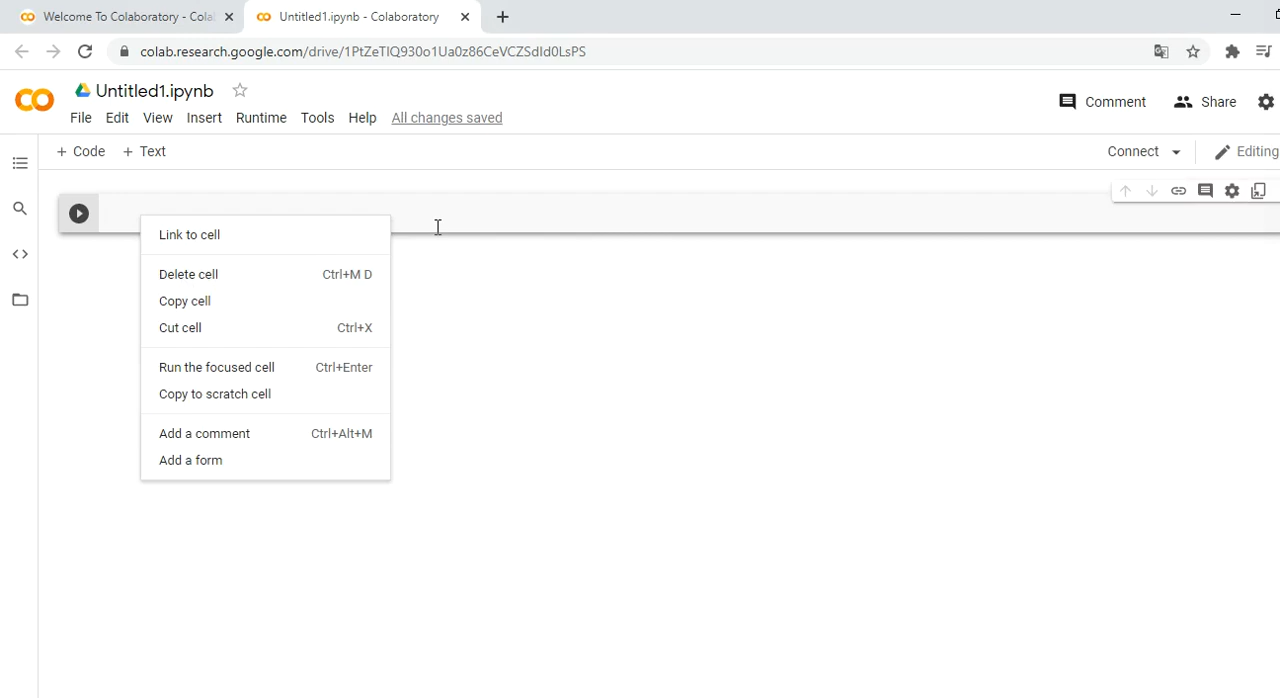 Welcome To Colaboratory - Cola
Untitled1.ipynb - Colaboratory
colab.research.google.com/drive/1PtZeTIQ930o1Ua0z86CeVCZSdId0LsPS
Untitled1.ipynb
File Edit View Insert Runtime Tools Help All changes saved
Comment Share
+ Code + Text
Connect Editing
Link to cell
Delete cell Ctrl+M D
Copy cell
Cut cell Ctrl+X
Run the focused cell Ctrl+Enter
Copy to scratch cell
Add a comment Ctrl+Alt+M
Add a form